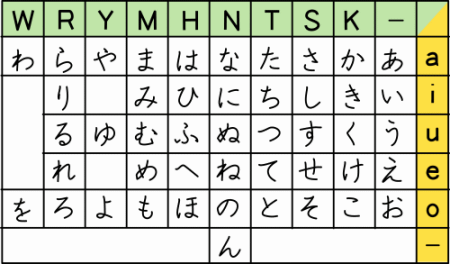 W R Y M H N T S K −
わ ら や ま は な た さ か あ a
り み ひ に ち し き い i
る ゆ む ふ ぬ つ す く う u
れ め へ ね て せ け え e
を ろ よ も ほ の と そ こ お o
ん −